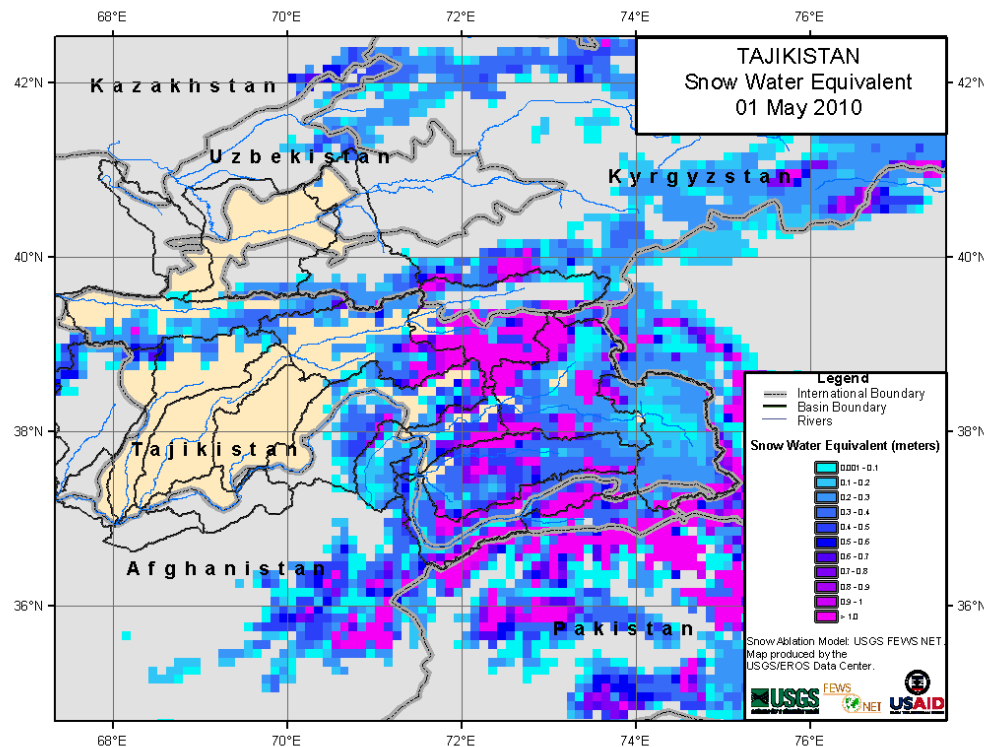 68°E 70°E 72°E 74°E 76°E
TAJIKISTAN
Snow Water Equivalent
01 May 2010
42°N 42°N
Kazakhstan
Uzbekistan
Kyrgyzstan
40°N 40°N
Legend
International Boundary
Basin Boundary
Rivers
38°N 38°N
Tajikistan
Snow Water Equivalent (meters)
0.001 - 0.1
0.1 - 0.2
0.2 - 0.3
0.3 - 0.4
0.4 - 0.5
0.5 - 0.6
0.6 - 0.7
0.7 - 0.8
0.8 - 0.9
0.9 - 1
> 1.0
Afghanistan
36°N 36°N
Pakistan
Snow Ablation Model: USGS FEWS NET.
Map produced by the
USGS/EROS Data Center.
USGS
FEWS
NET
USAID
68°E 70°E 72°E 74°E 76°E